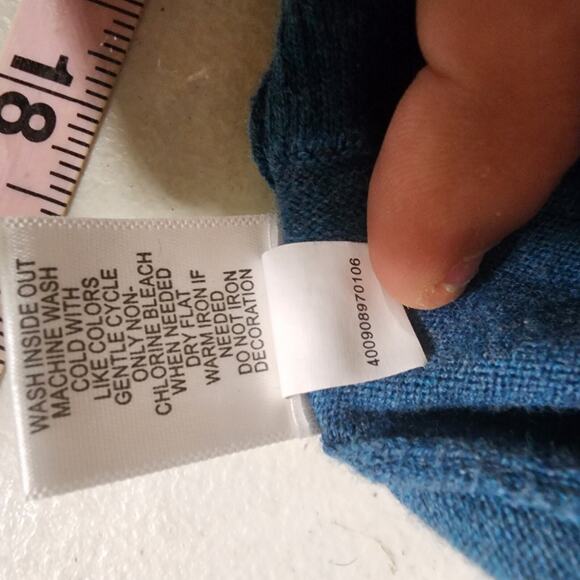 18
WASH INSIDE OUT
MACHINE WASH
COLD WITH
LIKE COLORS
GENTLE CYCLE
ONLY NON-
CHLORINE BLEACH
WHEN NEEDED
DRY FLAT
WARM IRON IF
NEEDED
DO NOT IRON
DECORATION
400908970106